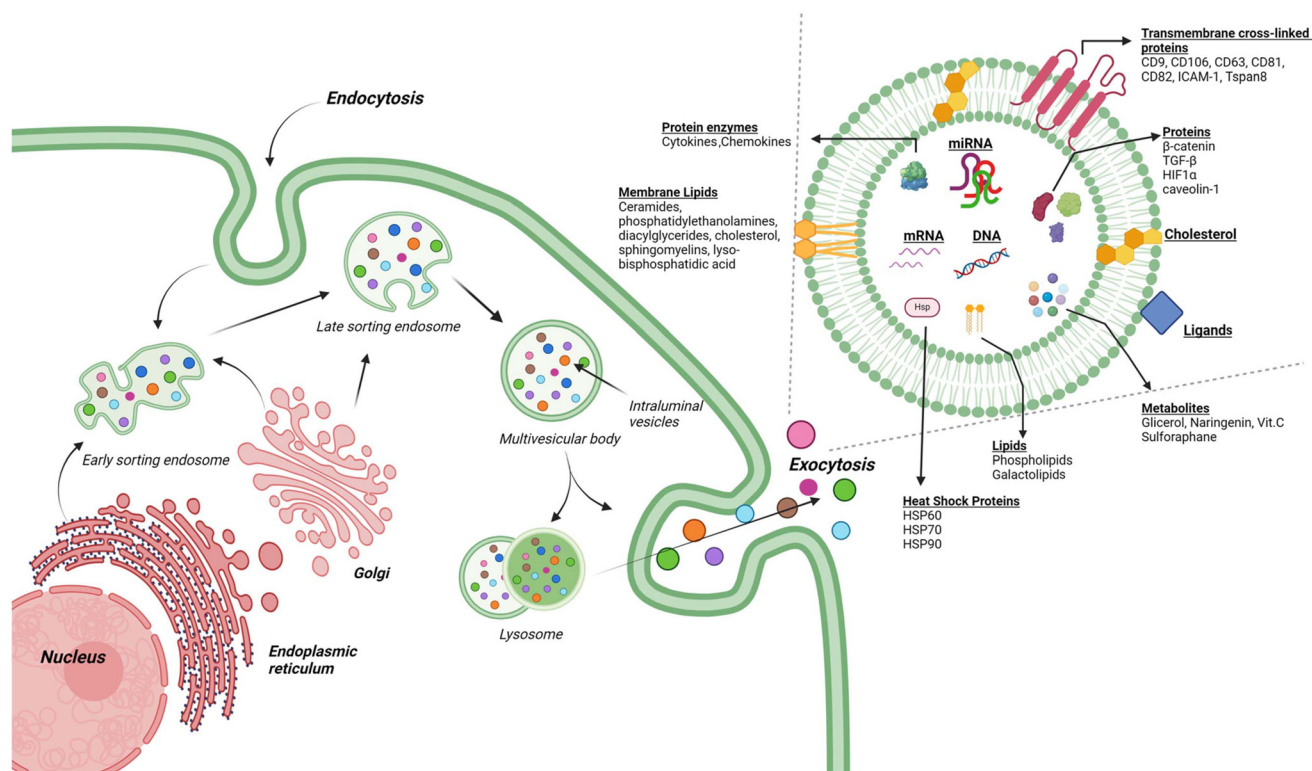 Endocytosis
Late sorting endosome
Early sorting endosome
Multivesicular body
Intraluminal
vesicles
Lysosome
Golgi
Endoplasmic
reticulum
Nucleus
Exocytosis
Transmembrane cross-linked
proteins
CD9, CD106, CD63, CD81,
CD82, ICAM-1, Tspan8
Protein enzymes
Cytokines,Chemokines
Membrane Lipids
Ceramides,
phosphatidylethanolamines,
diacylglycerides, cholesterol,
sphingomyelins, lyso-
bisphosphatidic acid
miRNA
mRNA
DNA
Hsp
Proteins
β-catenin
TGF-β
HIF1α
caveolin-1
Cholesterol
Ligands
Metabolites
Glicerol, Naringenin, Vit.C
Sulforaphane
Lipids
Phospholipids
Galactolipids
Heat Shock Proteins
HSP60
HSP70
HSP90